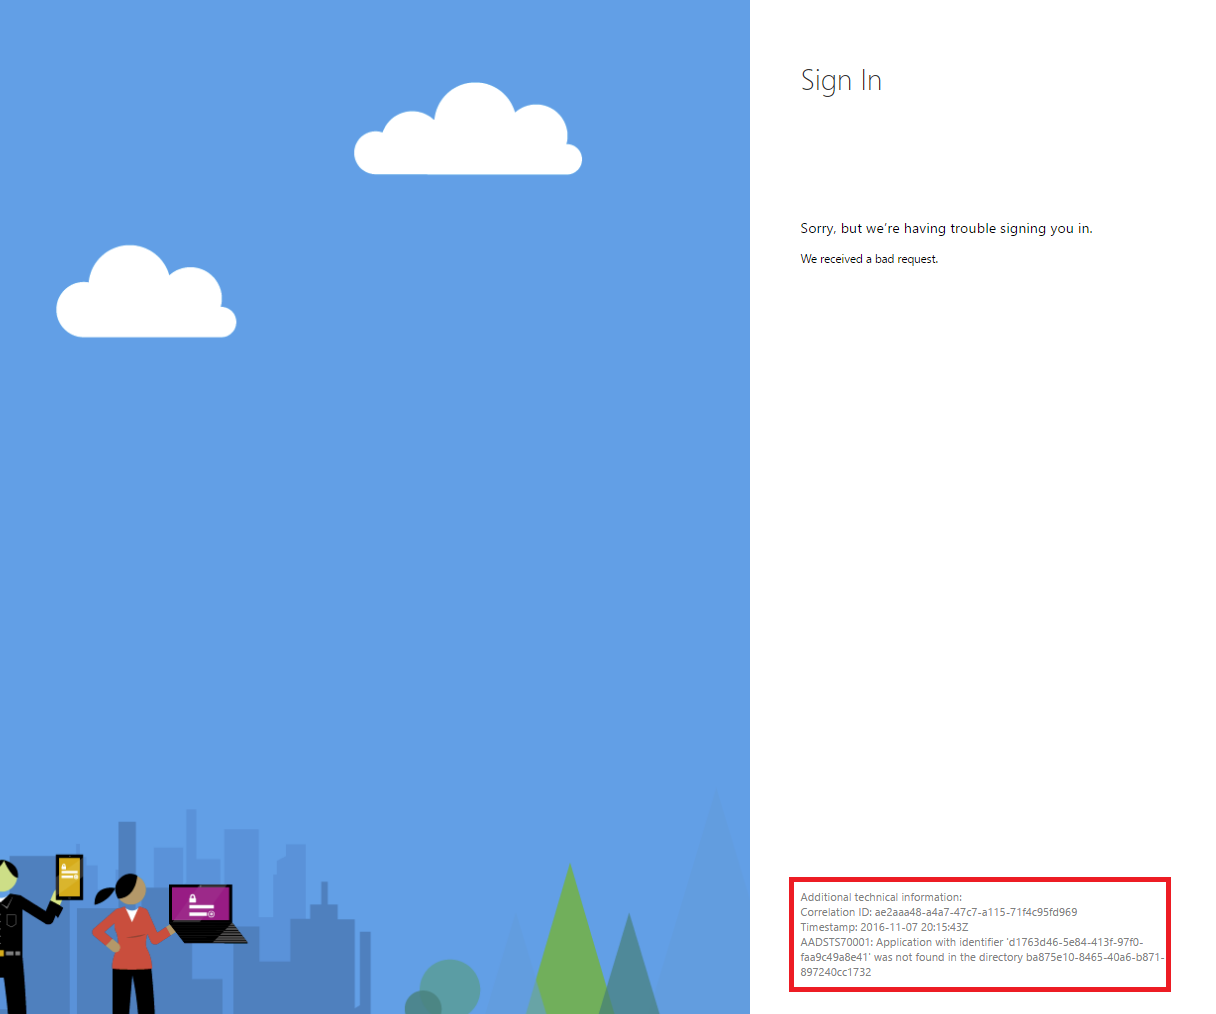 Sign In
Sorry, but we're having trouble signing you in.
We received a bad request.
Additional technical information:
Correlation ID: ae2aaa48-a4a7-47c7-a115-71f4c95fd969
Timestamp: 2016-11-07 20:15:43Z
AADSTS70001: Application with identifier 'd1763d46-5e84-413f-97f0-
faa9c49a8e41' was not found in the directory ba875e10-8465-40a6-b871-
897240cc1732